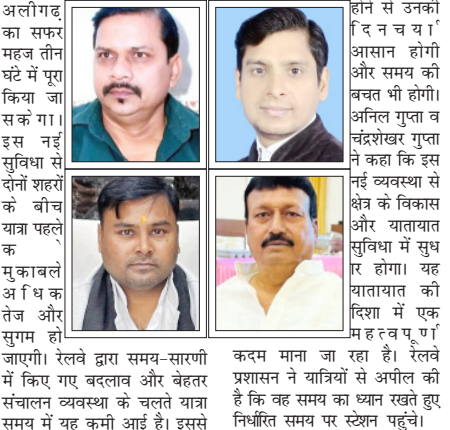 अलीगढ़
का सफर
महज तीन
घंटे में पूरा
किया जा
सकेगा।
इस नई
सुविधा से
दोनों शहरों
के बीच
यात्रा पहले
के
मुकाबले
अधिक
तेज और
सुगम हो
जाएगी। रेलवे द्वारा समय-सारणी
में किए गए बदलाव और बेहतर
संचालन व्यवस्था के चलते यात्रा
समय में यह कमी आई है। इससे
होने से उनकी
दिनचर्या
आसान होगी
और समय की
बचत भी होगी।
अनिल गुप्ता व
चंद्रशेखर गुप्ता
ने कहा कि इस
नई व्यवस्था से
क्षेत्र के विकास
और यातायात
सुविधा में सुध
ार होगा। यह
यातायात की
दिशा में एक
महत्वपूर्ण
कदम माना जा रहा है। रेलवे
प्रशासन ने यात्रियों से अपील की
है कि वह समय का ध्यान रखते हुए
निर्धारित समय पर स्टेशन पहुंचे।